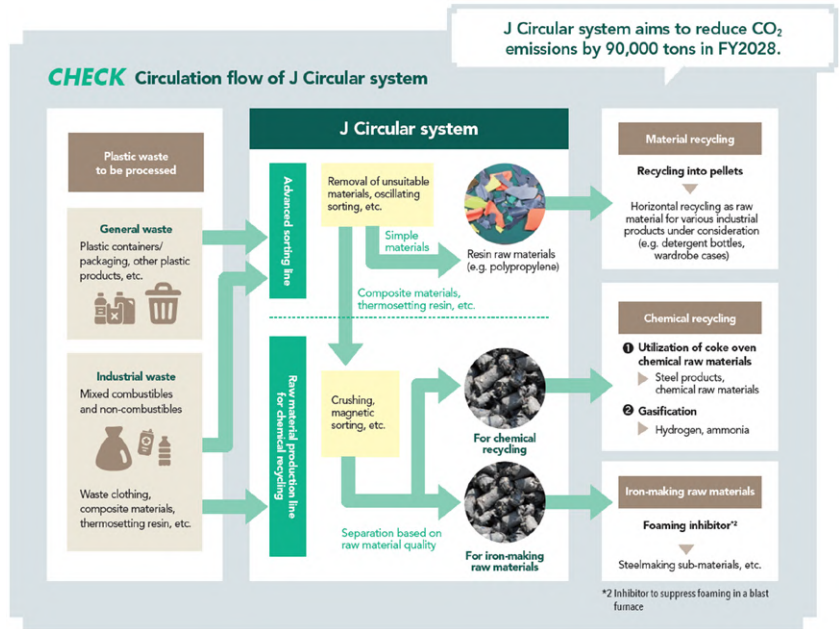 J Circular system aims to reduce CO₂
emissions by 90,000 tons in FY2028.
CHECK Circulation flow of J Circular system
Plastic waste
to be processed
General waste
Plastic containers/
packaging, other plastic
products, etc.
Industrial waste
Mixed combustibles
and non-combustibles
Waste clothing,
composite materials,
thermosetting resin, etc.
J Circular system
Advanced sorting line
Removal of unsuitable
materials, oscillating
sorting, etc.
Simple
materials
Resin raw materials
(e.g. polypropylene)
Composite materials,
thermosetting resin, etc.
Raw material production line
for chemical recycling
Crushing,
magnetic
sorting, etc.
For chemical
recycling
Separation based on
raw material quality
For iron-making
raw materials
Material recycling
Recycling into pellets
Horizontal recycling as raw
material for various industrial
products under consideration
(e.g. detergent bottles,
wardrobe cases)
Chemical recycling
❶ Utilization of coke oven
chemical raw materials
Steel products,
chemical raw materials
❷ Gasification
Hydrogen, ammonia
Iron-making raw materials
Foaming inhibitor*2
Steelmaking sub-materials, etc.
*2 Inhibitor to suppress foaming in a blast
furnace